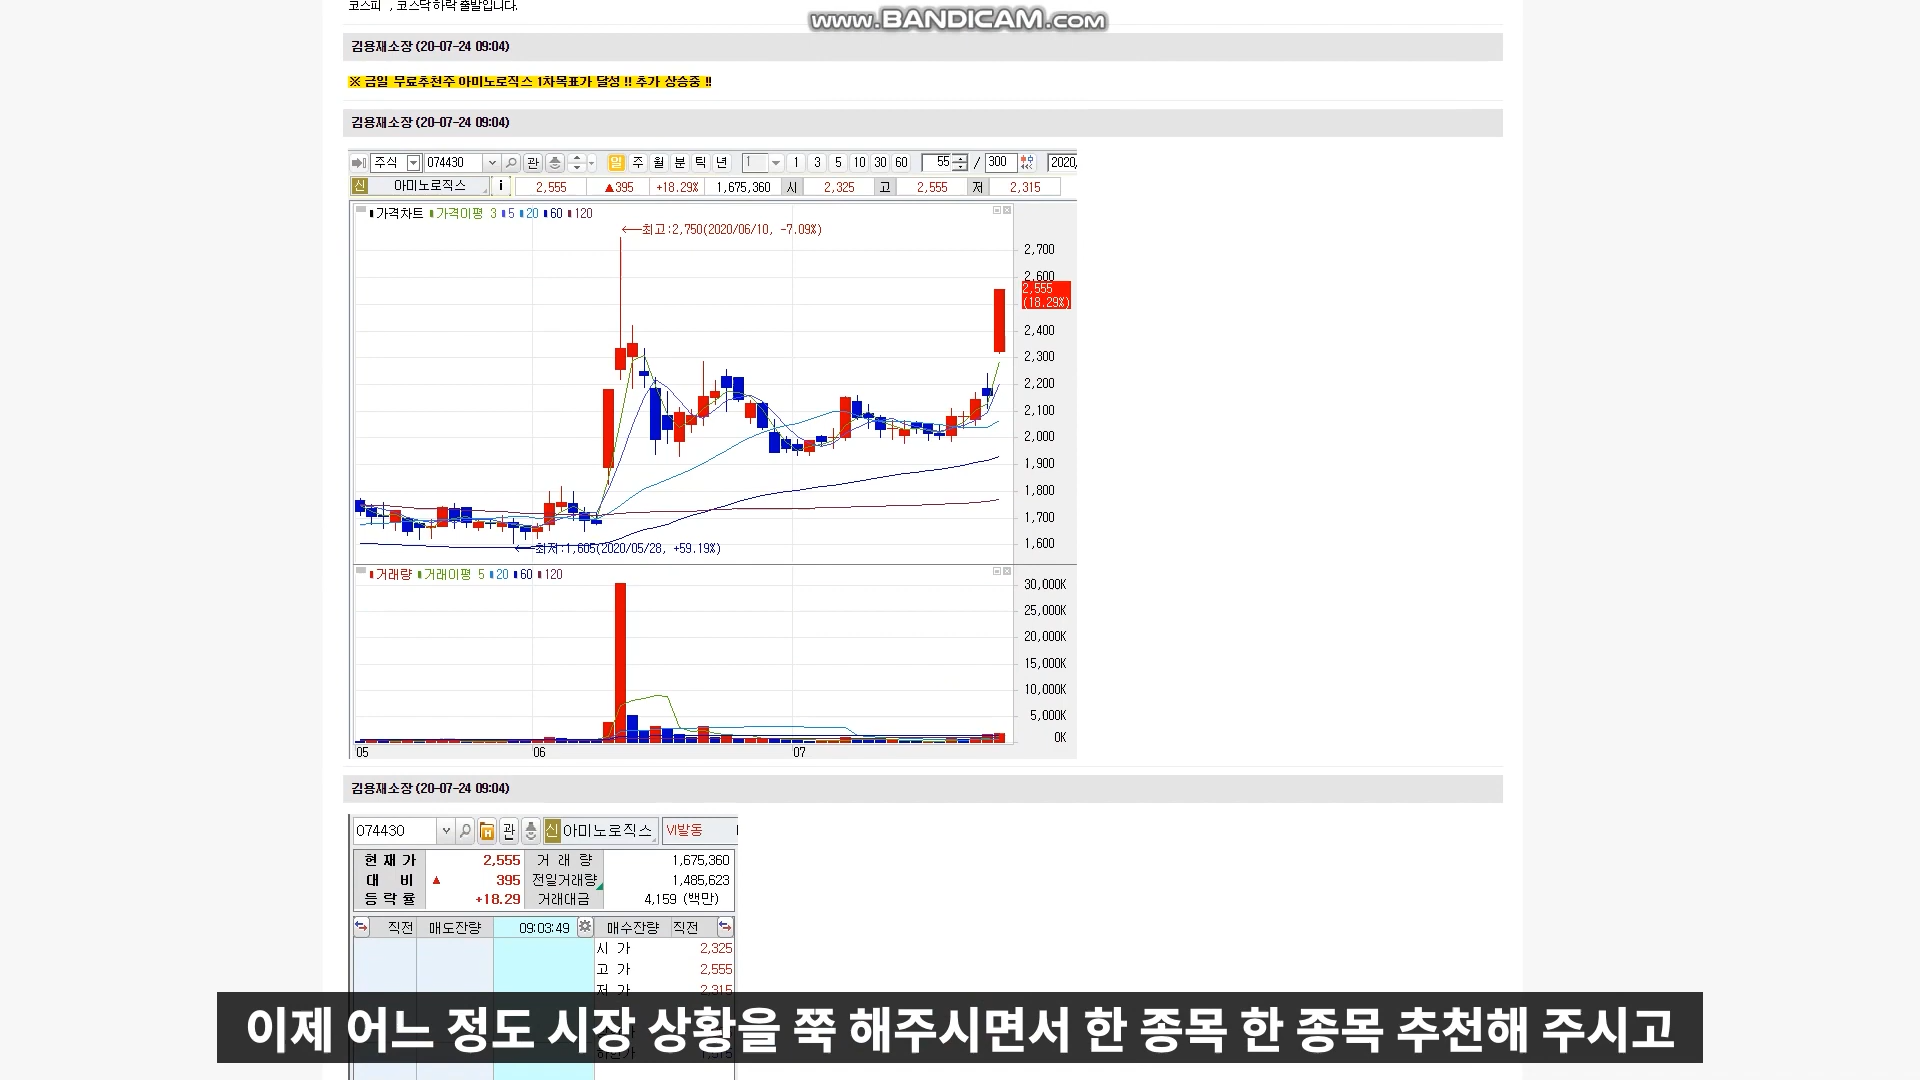 코스피 , 코스닥 하락 출발입니다.
www.BANDICAM.com
김용재소장 (20-07-24 09:04)
※ 금일 무료추천주 아미노로직스 1차목표가 달성 !! 추가 상승중 !!
김용재소장 (20-07-24 09:04)
주식 074430 관 일 주 월 분 틱 년 1 1 3 5 10 30 60 55 / 300 2020,
신 아미노로직스 i 2,555 ▲395 +18.29% 1,675,360 시 2,325 고 2,555 저 2,315
가격차트 가격이평 3 5 20 60 120
←최고:2,750(2020/06/10, -7.09%)
2,700
2,600
2,555
(18.29%)
2,400
2,300
2,200
2,100
2,000
1,900
1,800
1,700
1,600
←최저:1,605(2020/05/28, +59.19%)
거래량 거래이평 5 20 60 120
30,000K
25,000K
20,000K
15,000K
10,000K
5,000K
0K
05 06 07
김용재소장 (20-07-24 09:04)
074430 관 신 아미노로직스 VI발동
현재가 2,555 거래량 1,675,360
대비 ▲ 395 전일거래량 1,485,623
등락률 +18.29 거래대금 4,159 (백만)
직전 매도잔량 09:03:49 매수잔량 직전
시가 2,325
고가 2,555
저가 2,315
이제 어느 정도 시장 상황을 쭉 해주시면서 한 종목 한 종목 추천해 주시고